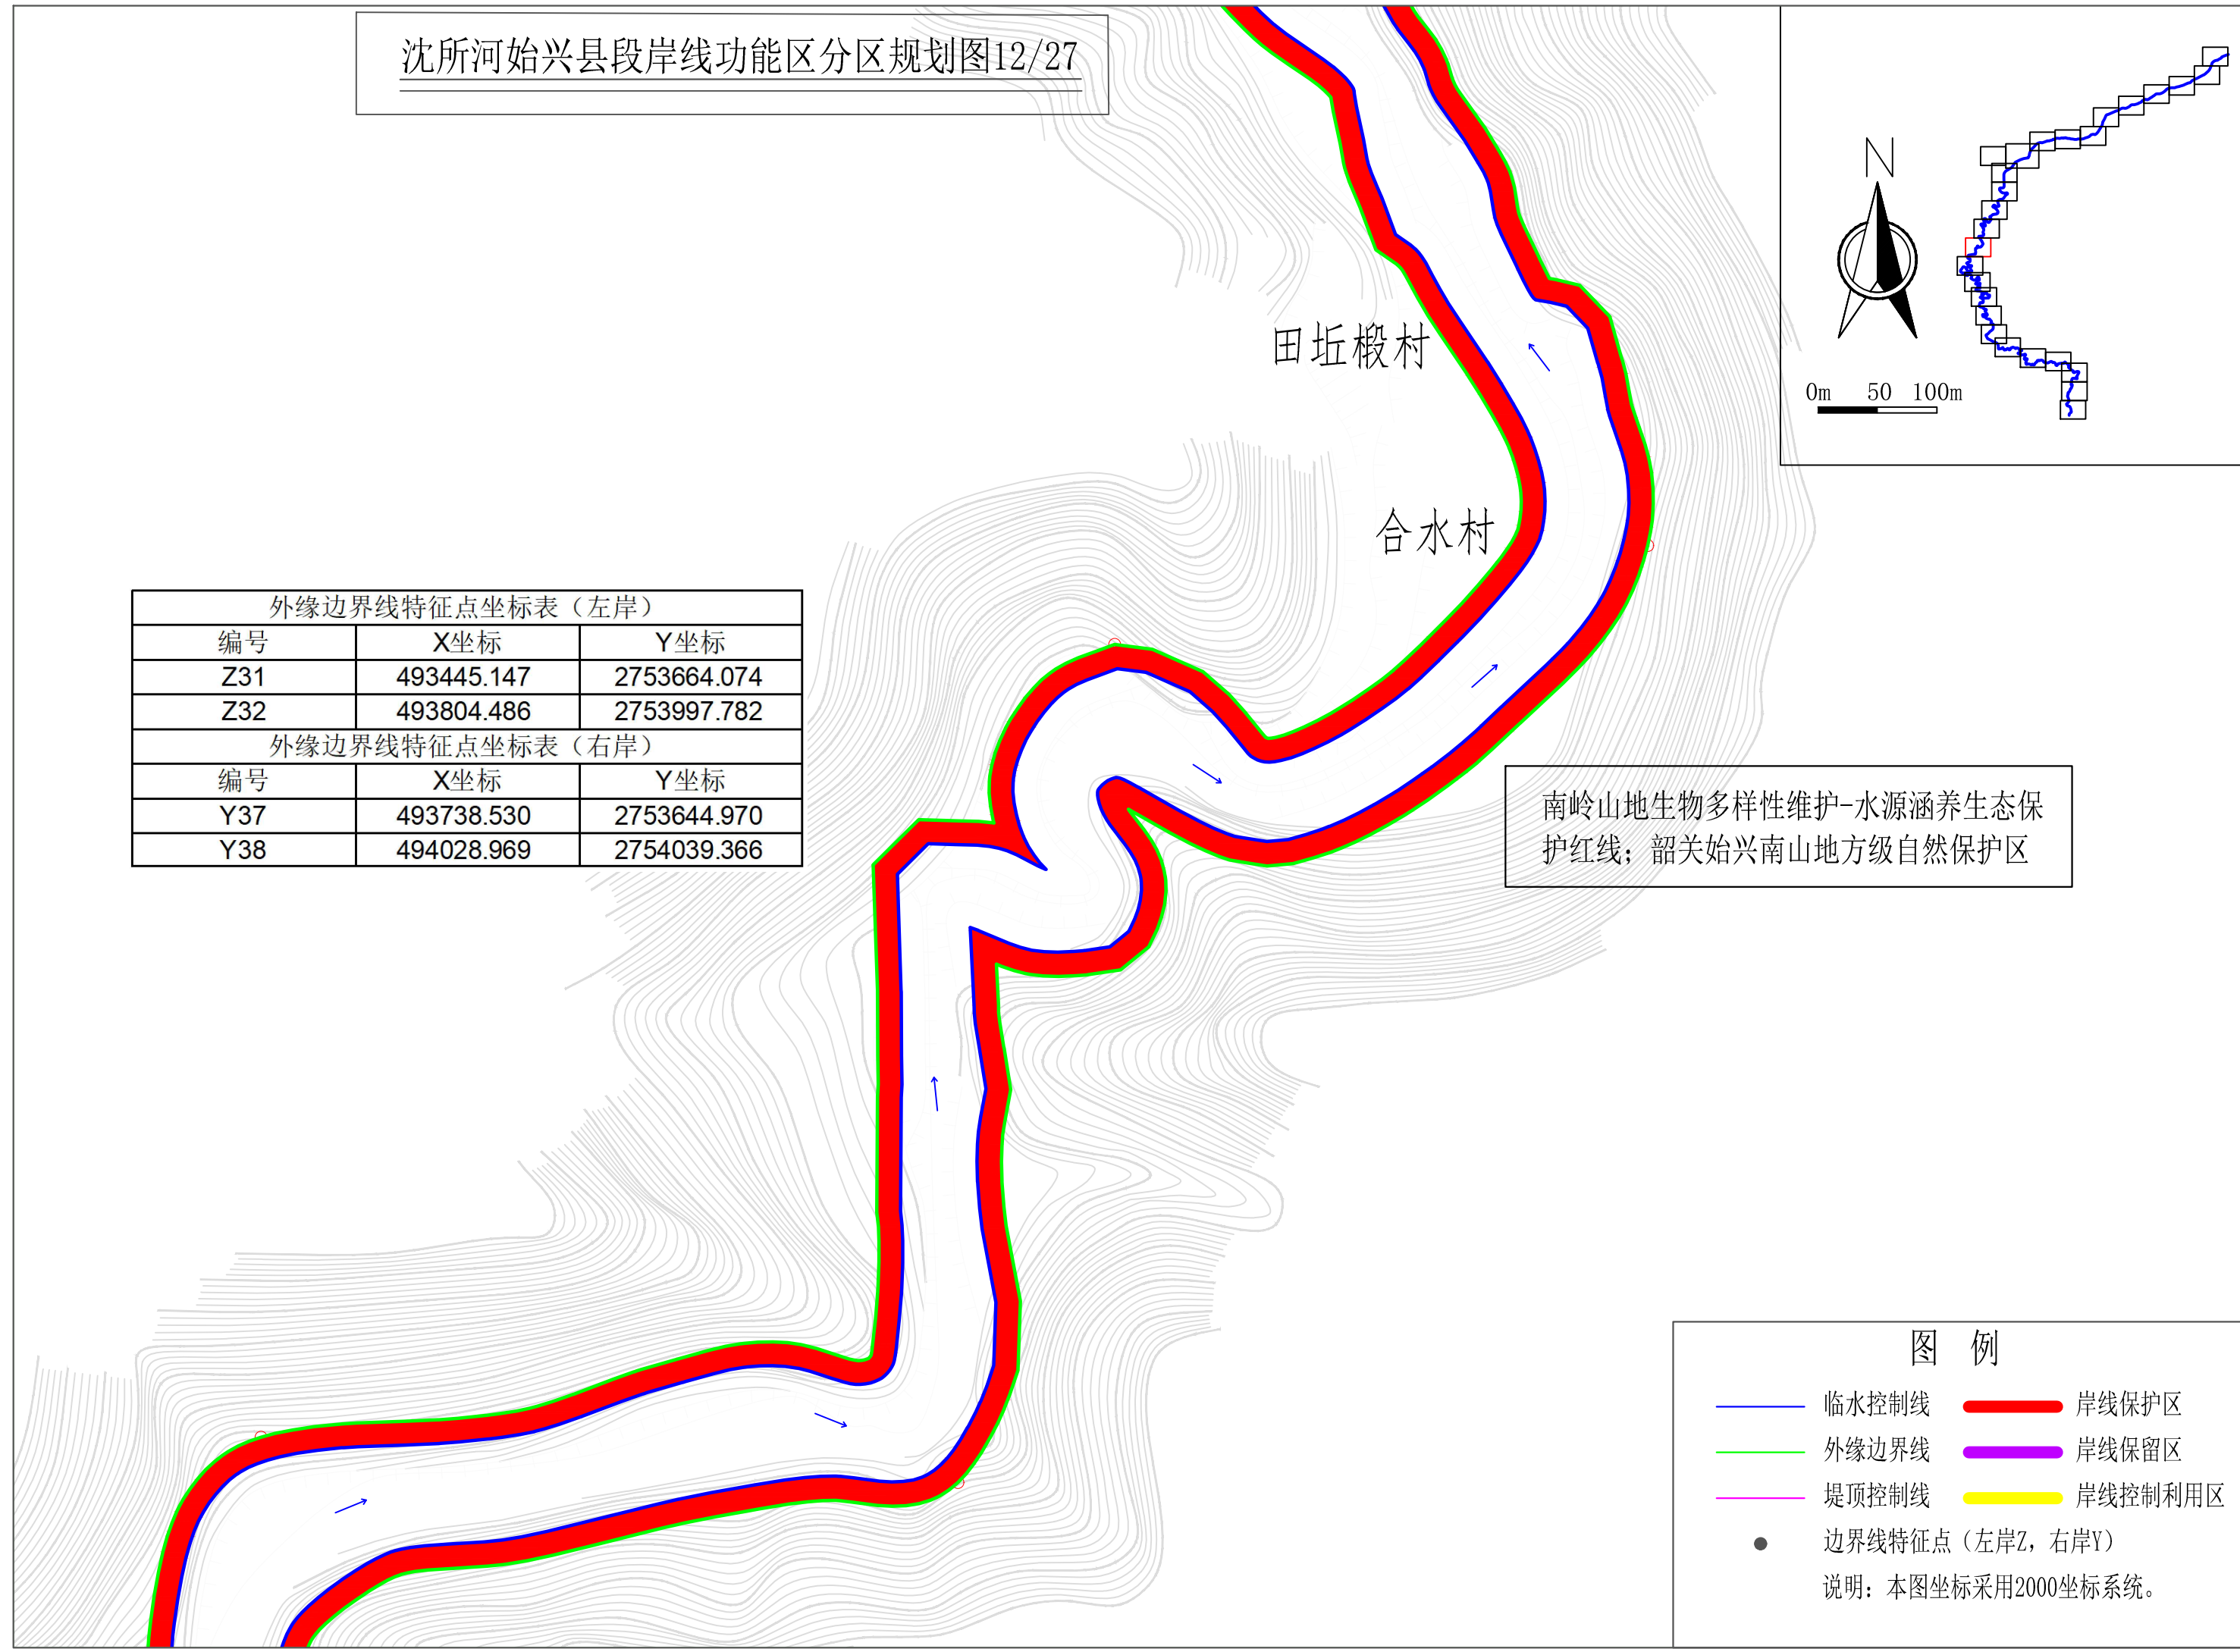 沈所河始兴县段岸线功能区分区规划图12/27
N
0m 50 100m
田坵椴村
合水村
外缘边界线特征点坐标表（左岸）
编号 X坐标 Y坐标
Z31 493445.147 2753664.074
Z32 493804.486 2753997.782
外缘边界线特征点坐标表（右岸）
编号 X坐标 Y坐标
Y37 493738.530 2753644.970
Y38 494028.969 2754039.366
南岭山地生物多样性维护-水源涵养生态保
护红线；韶关始兴南山地方级自然保护区
图 例
临水控制线 岸线保护区
外缘边界线 岸线保留区
堤顶控制线 岸线控制利用区
边界线特征点（左岸Z，右岸Y）
说明：本图坐标采用2000坐标系统。